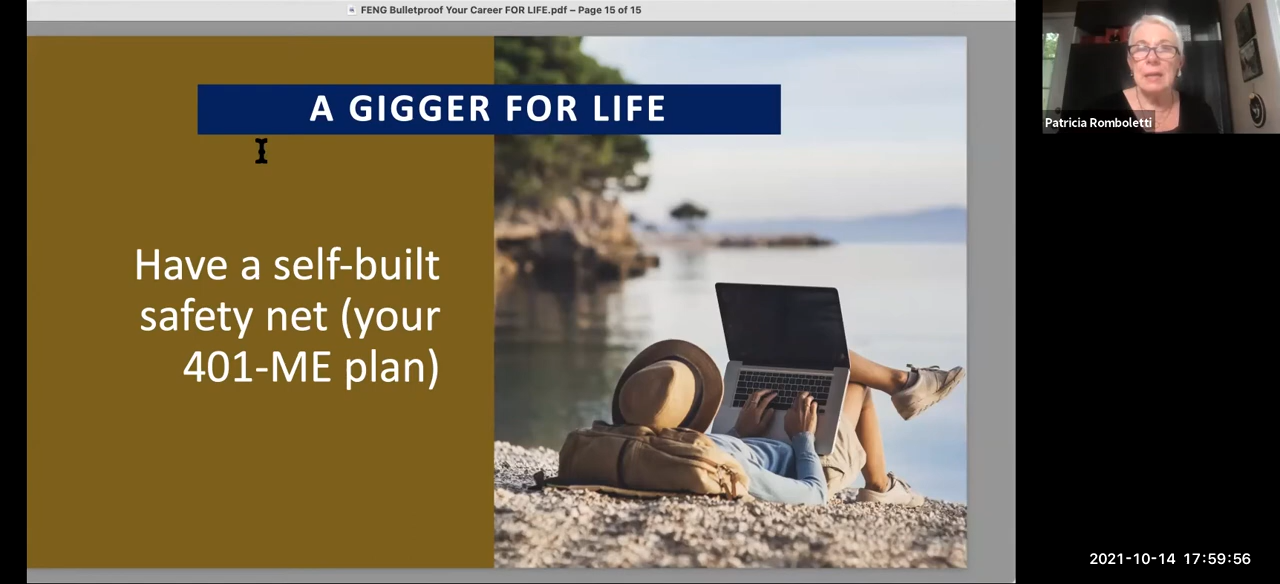 FENG Bulletproof Your Career FOR LIFE.pdf – Page 15 of 15
A GIGGER FOR LIFE
Have a self-built
safety net (your
401-ME plan)
Patricia Romboletti
2021-10-14 17:59:56